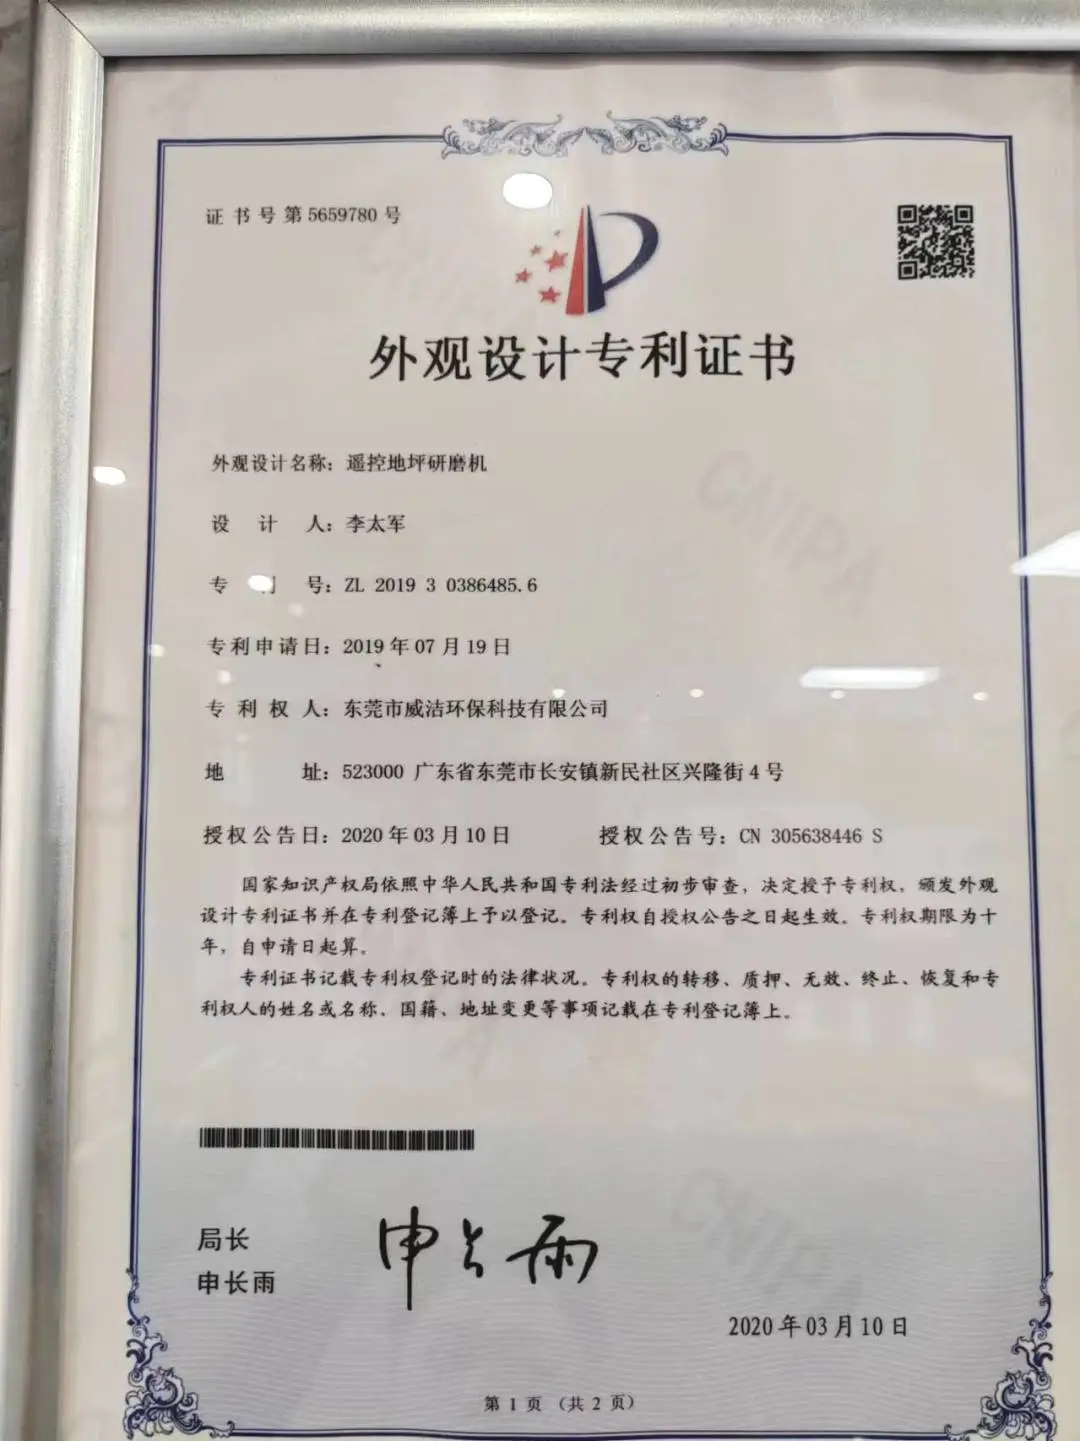 证书号第5659780号
外观设计专利证书
外观设计名称：遥控地坪研磨机
设计人：李太军
专利号：ZL 2019 3 0386485.6
专利申请日：2019年07月19日
专利权人：东莞市威洁环保科技有限公司
地址：523000 广东省东莞市长安镇新民社区兴隆街4号
授权公告日：2020年03月10日 授权公告号：CN 305638446 S
国家知识产权局依照中华人民共和国专利法经过初步审查，决定授予专利权，颁发外观
设计专利证书并在专利登记簿上予以登记。专利权自授权公告之日起生效。专利权期限为十
年，自申请日起算。
专利证书记载专利权登记时的法律状况。专利权的转移、质押、无效、终止、恢复和专
利权人的姓名或名称、国籍、地址变更等事项记载在专利登记簿上。
局长
申长雨
申长雨
2020年03月10日
第 1 页 （共 2 页）
CNIPA
CNIPA
CNIPA